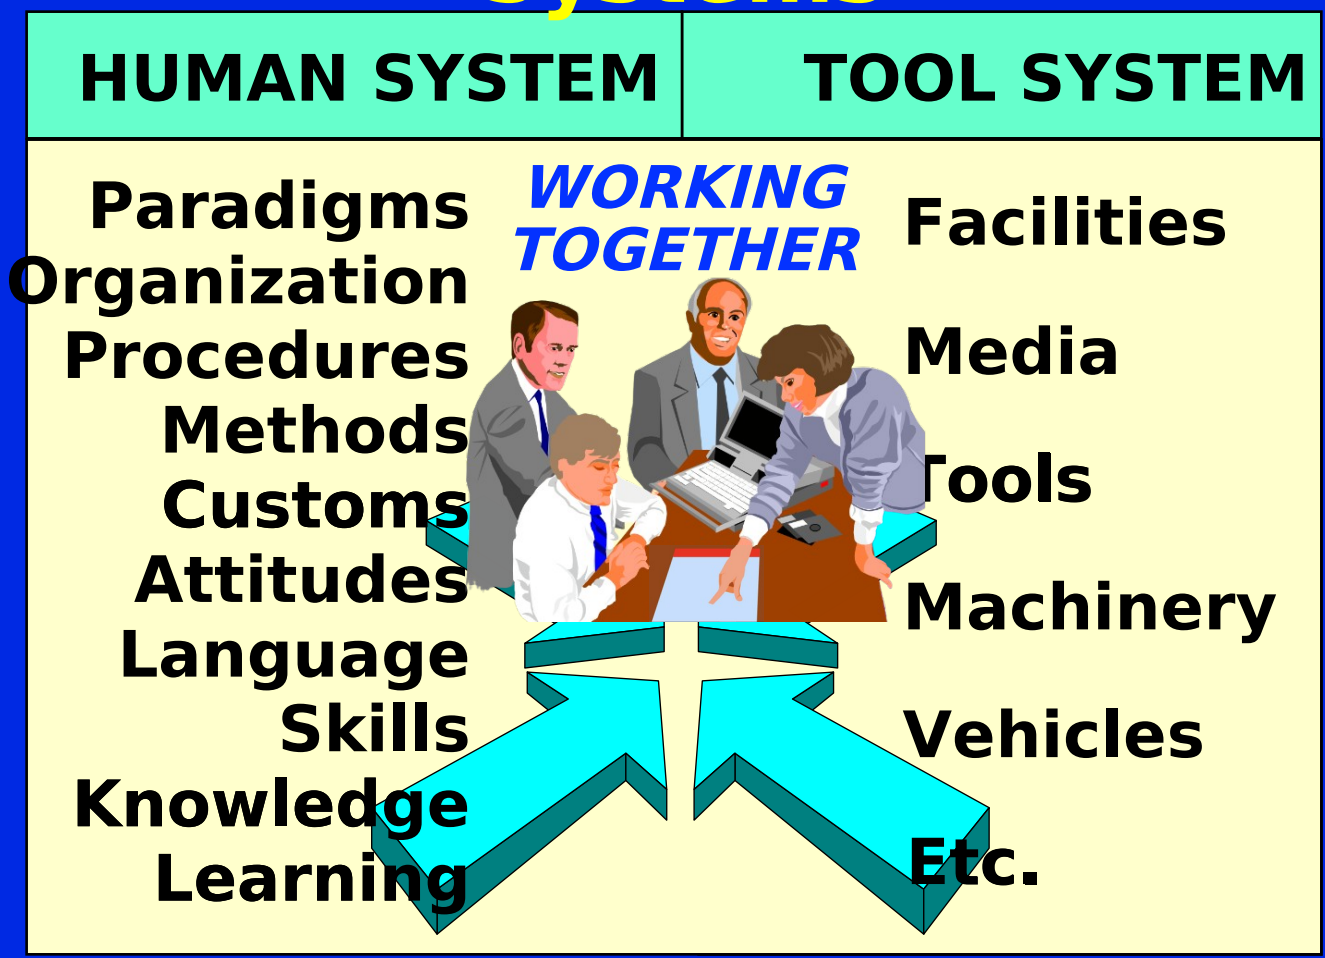 HUMAN SYSTEM
TOOL SYSTEM
Paradigms
Organization
Procedures
Methods
Customs
Attitudes
Language
Skills
Knowledge
Learning
WORKING
TOGETHER
Facilities
Media
Tools
Machinery
Vehicles
Etc.